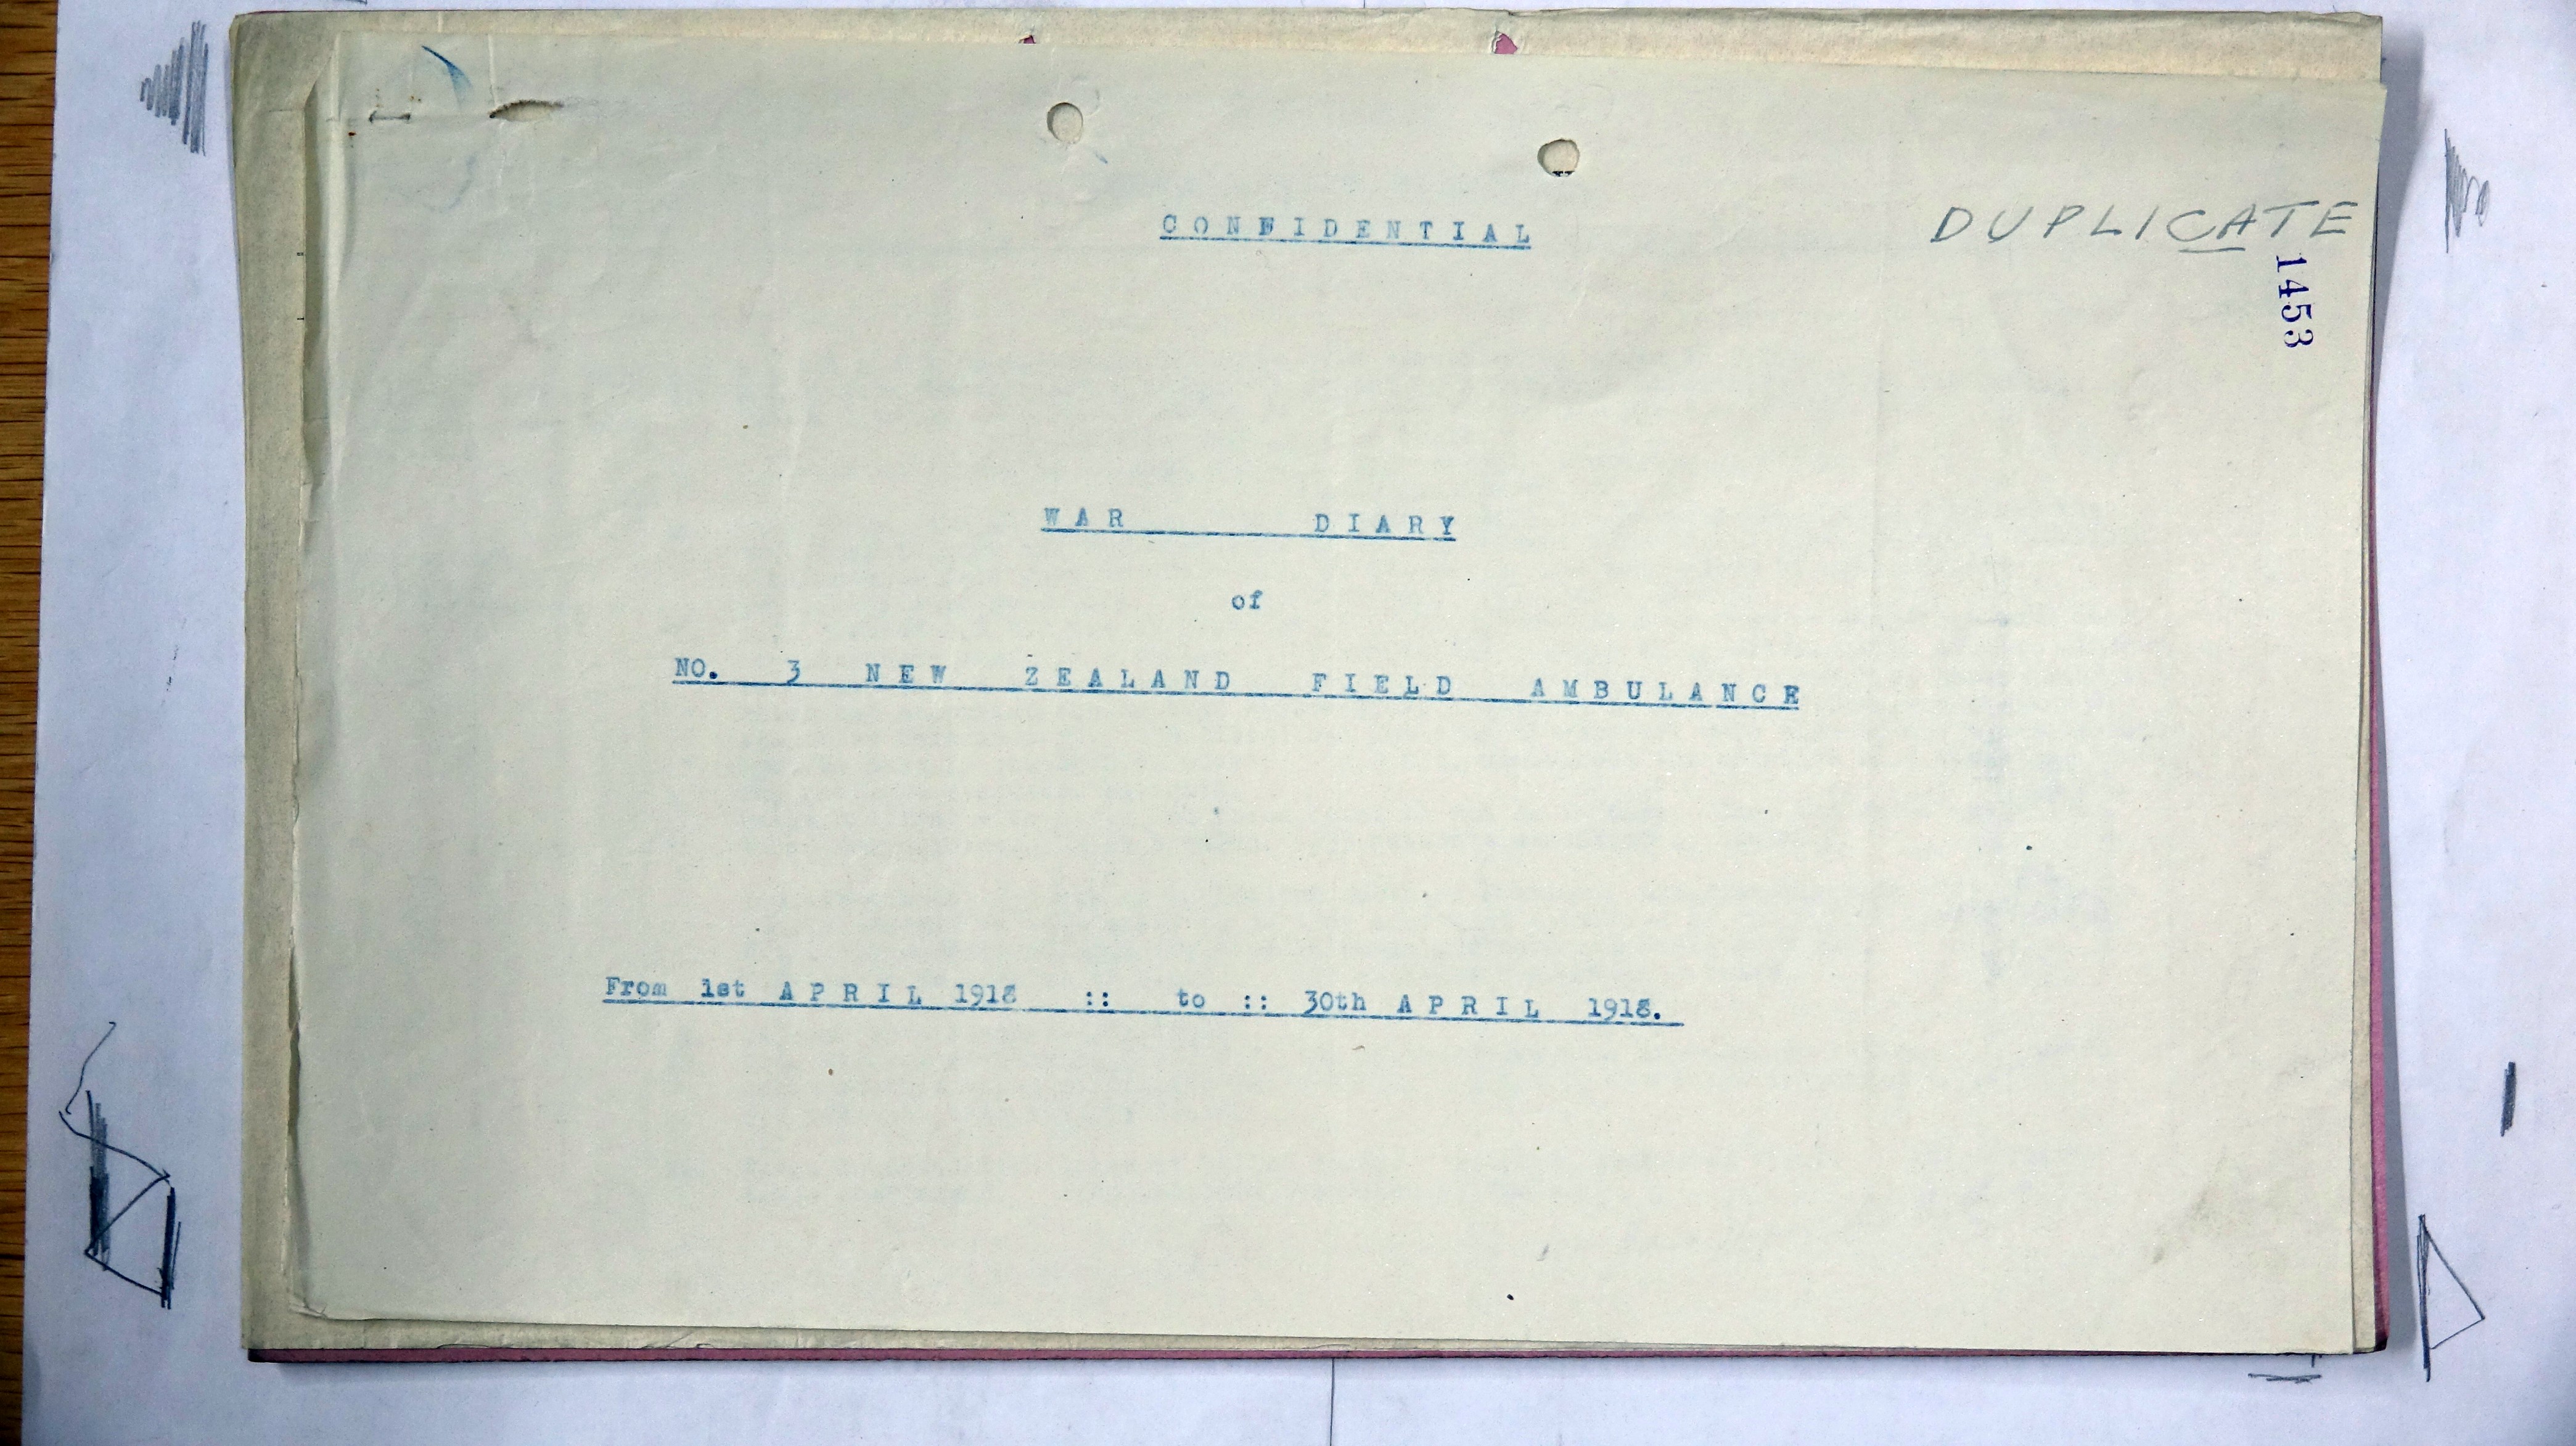 CONFIDENTIAL
DUPLICATE
1453
WAR DIARY
of
NO. 3 NEW ZEALAND FIELD AMBULANCE
From 1st APRIL 1918 :: to :: 30th APRIL 1918.